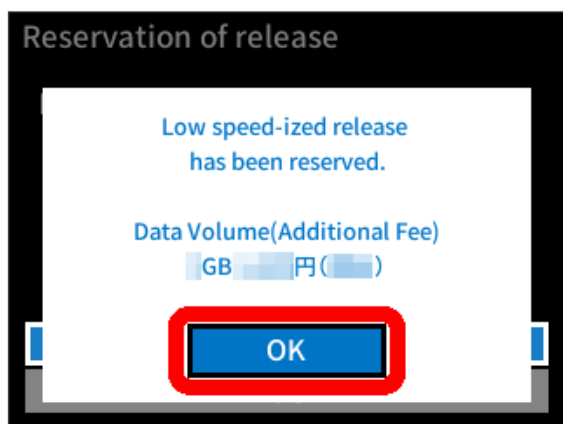 Reservation of release
Low speed-ized release
has been reserved.
Data Volume(Additional Fee)
GB 円( )
OK